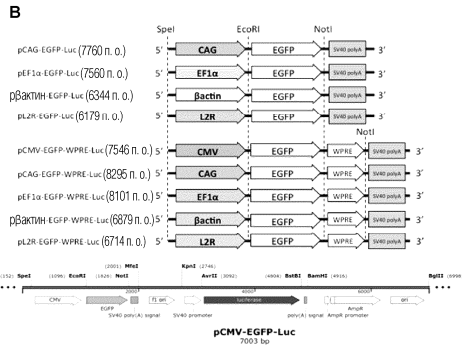 B
SpeI EcoRI NotI
pCAG-EGFP-Luc (7760 п. о.) 5′ CAG EGFP SV40 polyA 3′
pEF1α-EGFP-Luc (7560 п. о.) 5′ EF1α EGFP SV40 polyA 3′
pβактин-EGFP-Luc (6344 п. о.) 5′ βactin EGFP SV40 polyA 3′
pL2R-EGFP-Luc (6179 п. о.) 5′ L2R EGFP SV40 polyA 3′
NotI
pCMV-EGFP-WPRE-Luc (7546 п. о.) 5′ CMV EGFP WPRE SV40 polyA 3′
pCAG-EGFP-WPRE-Luc (8295 п. о.) 5′ CAG EGFP WPRE SV40 polyA 3′
pEF1α-EGFP-WPRE-Luc (8101 п. о.) 5′ EF1α EGFP WPRE SV40 polyA 3′
pβактин-EGFP-WPRE-Luc (6879 п. о.) 5′ βactin EGFP WPRE SV40 polyA 3′
pL2R-EGFP-WPRE-Luc (6714 п. о.) 5′ L2R EGFP WPRE SV40 polyA 3′
(2001) MfeI KpnI (2746)
(152) SpeI (1096) EcoRI (1826) NotI AvrII (3092) (4804) BstBI BamHI (4916) BglII (6998
2000 4000 6000
CMV EGFP f1 ori SV40 promoter luciferase AmpR ori
SV40 poly(A) signal poly(A) signal AmpR promoter
pCMV-EGFP-Luc
7003 bp